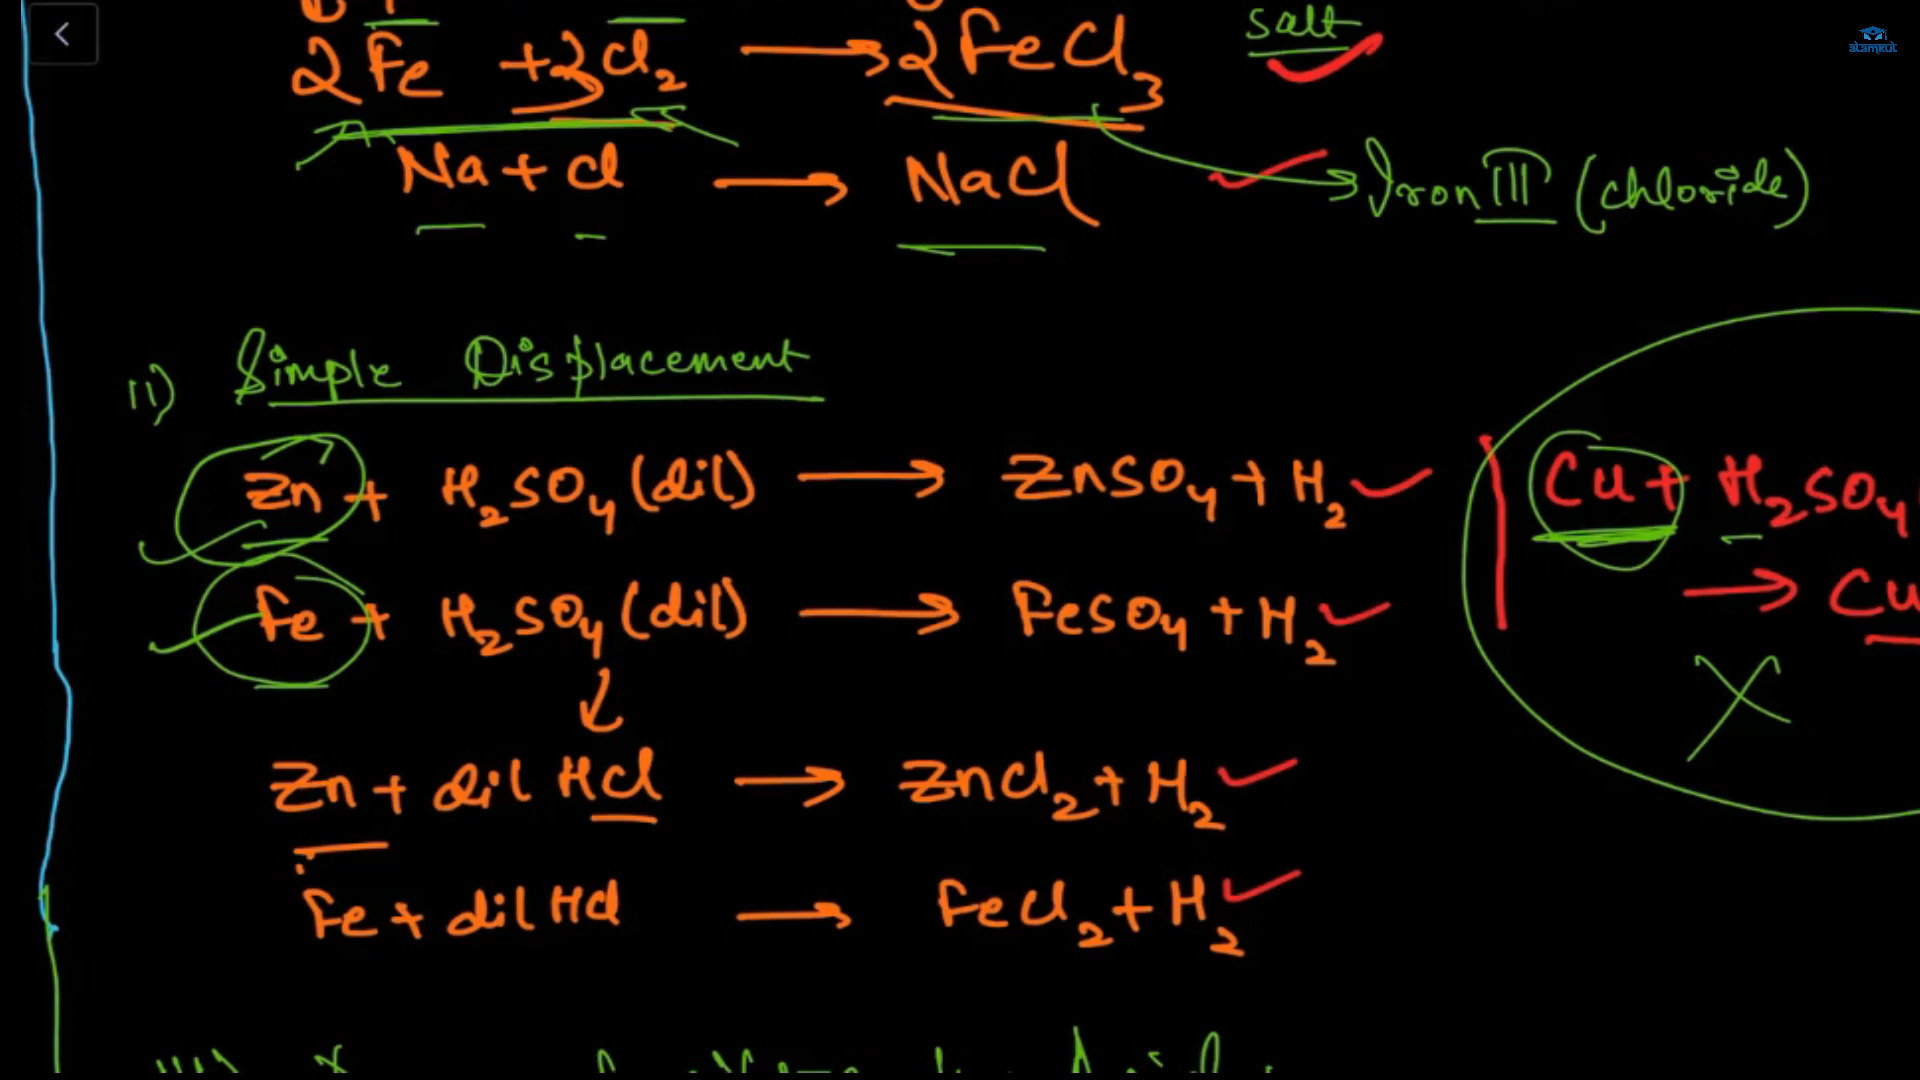 alamkut
salt
2Fe + 3Cl₂ ⟶ 2FeCl₃
Na + Cl ⟶ NaCl
Iron III (chloride)
ii) Simple Displacement
Zn + H₂SO₄ (dil) ⟶ ZnSO₄ + H₂
Fe + H₂SO₄ (dil) ⟶ FeSO₄ + H₂
Zn + dil HCl ⟶ ZnCl₂ + H₂
Fe + dil HCl ⟶ FeCl₂ + H₂
Cu + H₂SO₄
⟶ Cu